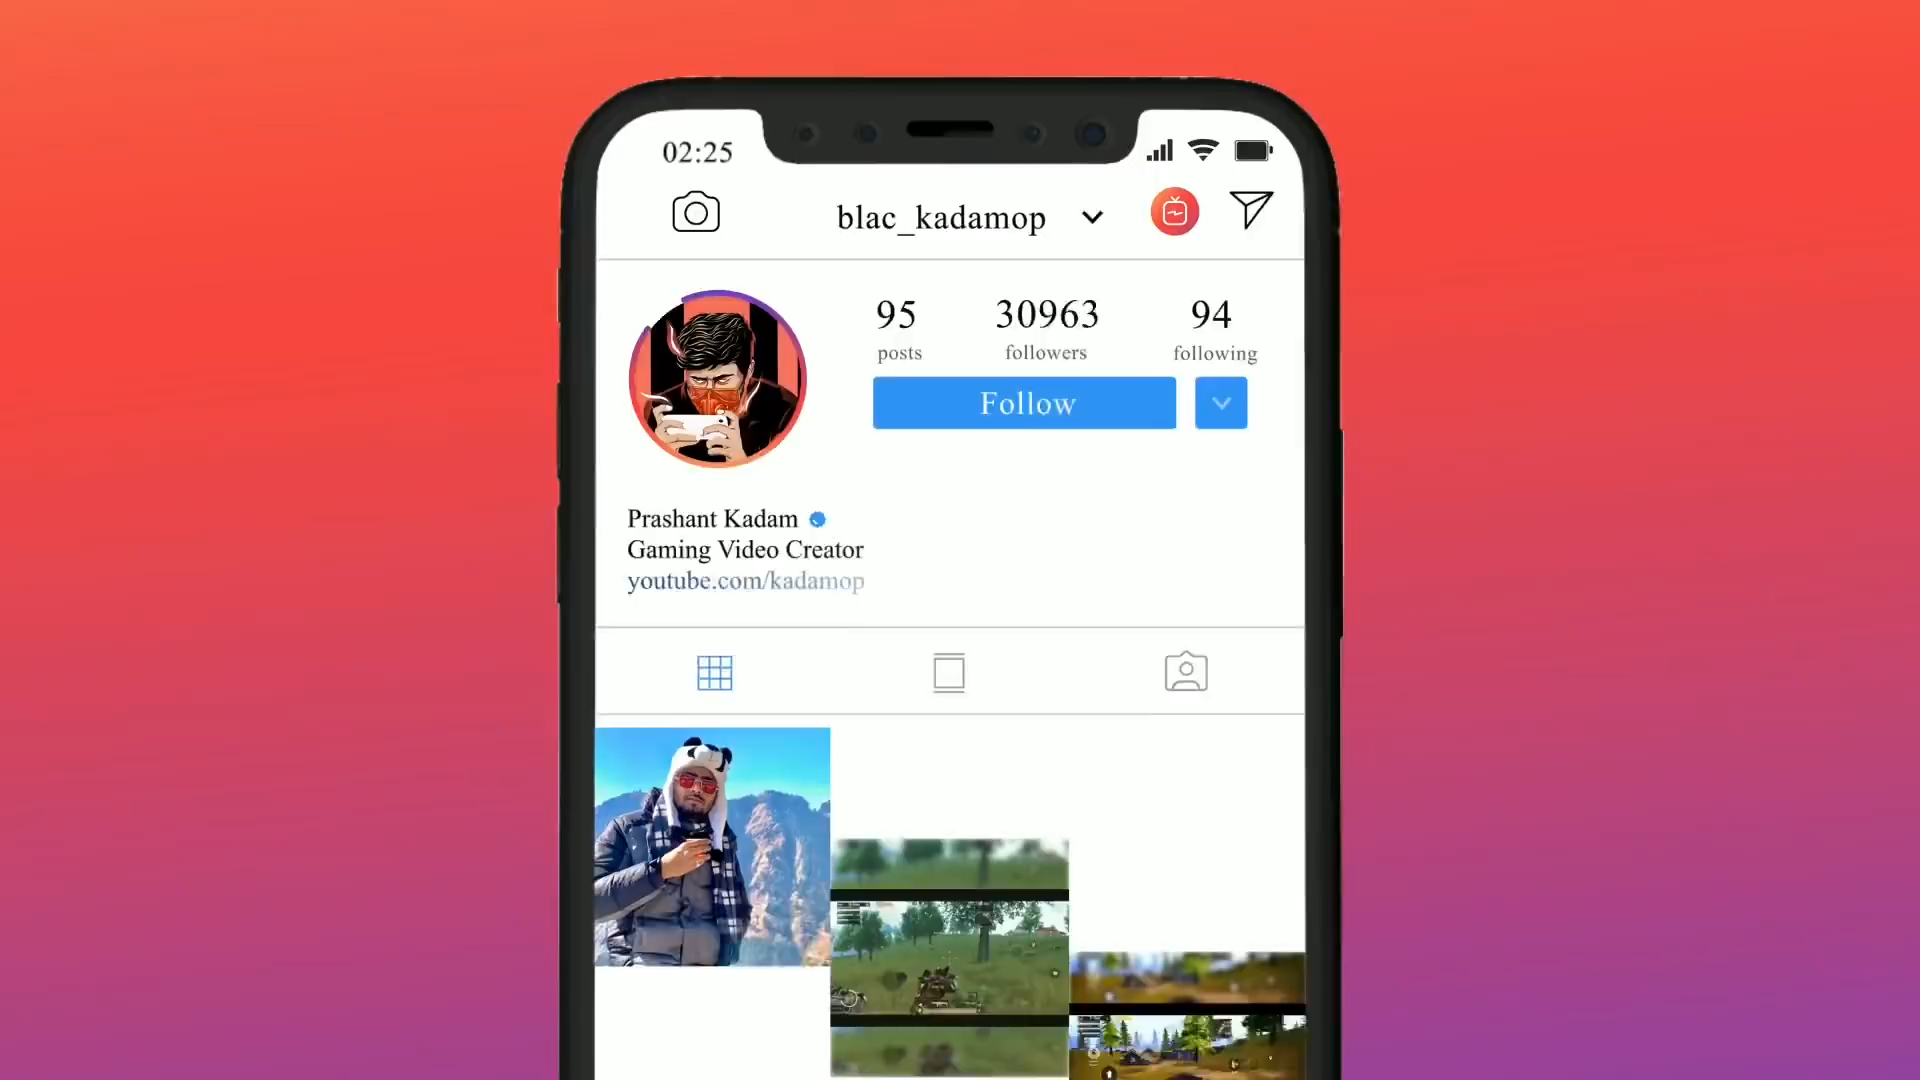 02:25
blac_kadamop
95 30963 94
posts followers following
Follow
Prashant Kadam
Gaming Video Creator
youtube.com/kadamop